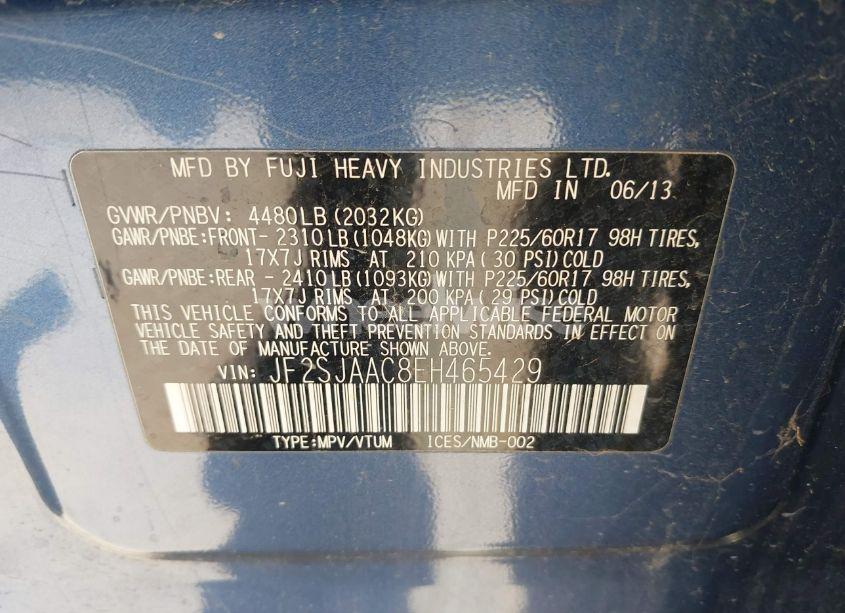 MFD BY FUJI HEAVY INDUSTRIES LTD.
MFD IN 06/13
GVWR/PNBV: 4480LB (2032KG)
GAWR/PNBE:FRONT- 2310LB (1048KG) WITH P225/60R17 98H TIRES,
17X7J RIMS AT 210 KPA ( 30 PSI) COLD
GAWR/PNBE:REAR - 2410LB (1093KG) WITH P225/60R17 98H TIRES,
17X7J RIMS AT 200 KPA ( 29 PSI) COLD
THIS VEHICLE CONFORMS TO ALL APPLICABLE FEDERAL MOTOR
VEHICLE SAFETY AND THEFT PREVENTION STANDARDS IN EFFECT ON
THE DATE OF MANUFACTURE SHOWN ABOVE.
VIN: JF2SJAAC8EH465429
TYPE:MPV/VTUM ICES/NMB-002